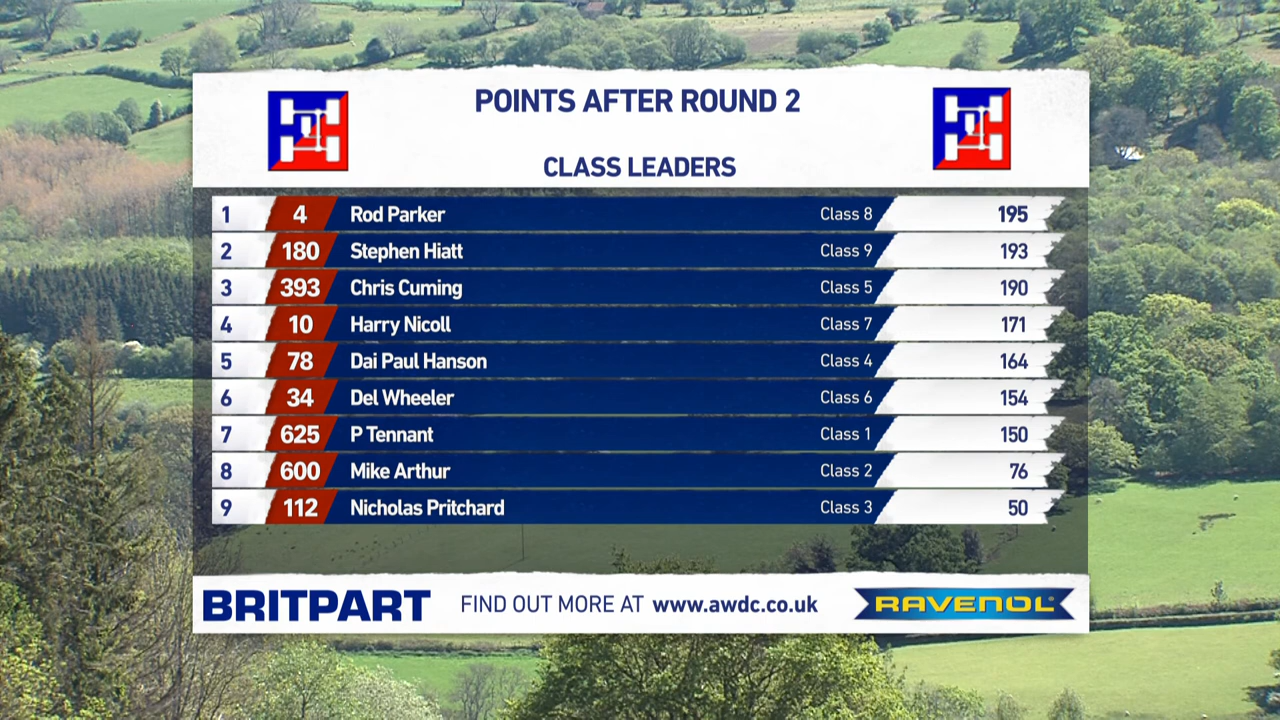 POINTS AFTER ROUND 2
CLASS LEADERS
1 4 Rod Parker Class 8 195
2 180 Stephen Hiatt Class 9 193
3 393 Chris Cuming Class 5 190
4 10 Harry Nicoll Class 7 171
5 78 Dai Paul Hanson Class 4 164
6 34 Del Wheeler Class 6 154
7 625 P Tennant Class 1 150
8 600 Mike Arthur Class 2 76
9 112 Nicholas Pritchard Class 3 50
BRITPART FIND OUT MORE AT www.awdc.co.uk RAVENOL